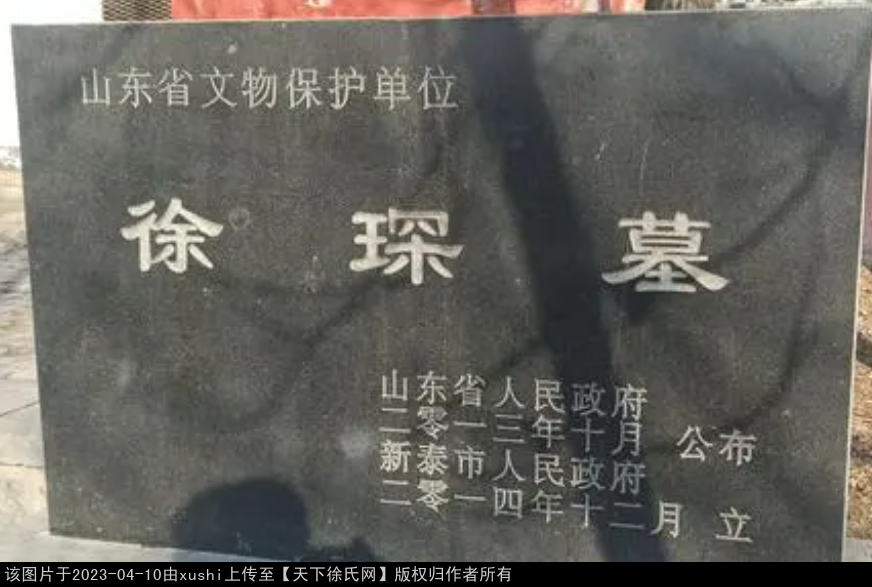 山东省文物保护单位
徐琛墓
山东省人民政府
二零一三年十月 公布
新泰市人民政府
二零一四年十二月 立
该图片于2023-04-10由xushi上传至【天下徐氏网】版权归作者所有